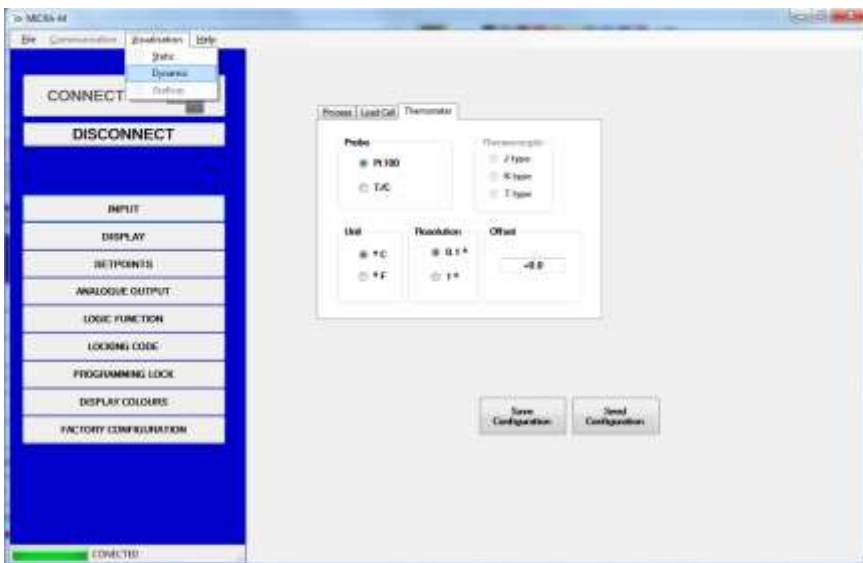 MICRA-M
File Communication Visualisation Help
Static
Dynamic
CONNECT
DISCONNECT
INPUT
DISPLAY
SETPOINTS
ANALOGUE OUTPUT
LOGIC FUNCTION
LOCKING CODE
PROGRAMMING LOCK
DISPLAY COLOURS
FACTORY CONFIGURATION
CONECTED
Process Load Cell Thermometer
Probe
Pt100
T/C
Thermocouple
J type
K type
T type
Unit
º C
º F
Resolution
0.1 º
1 º
Offset
+0.0
Save
Configuration
Send
Configuration